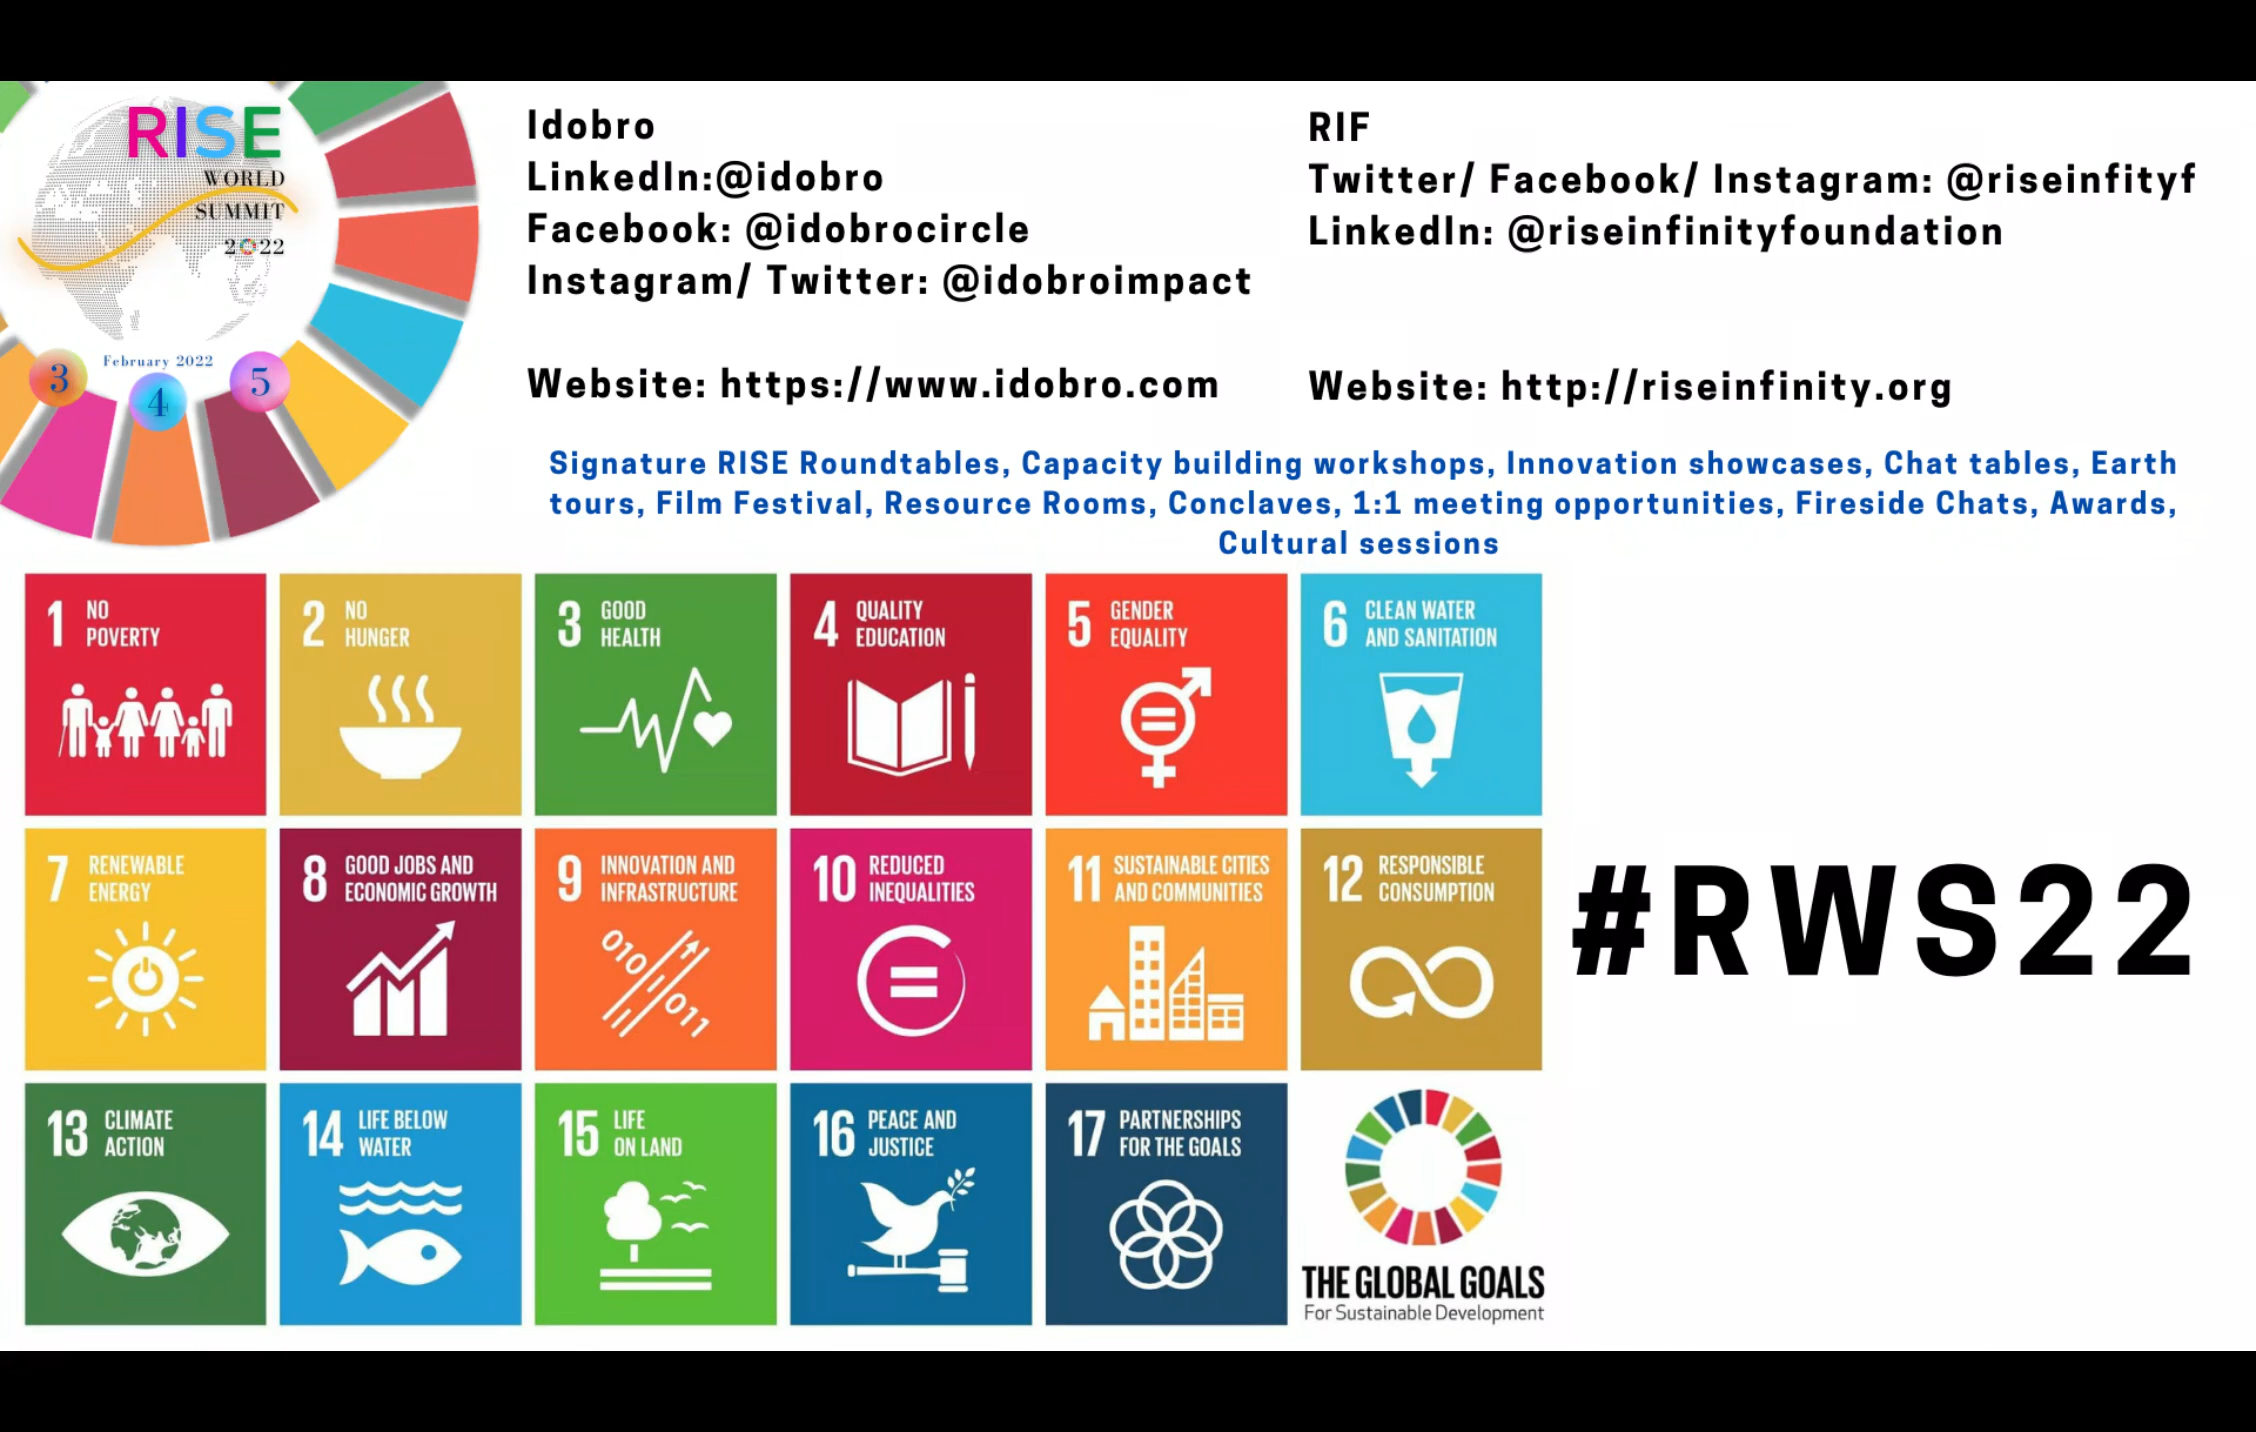 RISE
WORLD
SUMMIT
2022
February 2022
3
4
5
Idobro
LinkedIn:@idobro
Facebook: @idobrocircle
Instagram/ Twitter: @idobroimpact
Website: https://www.idobro.com
RIF
Twitter/ Facebook/ Instagram: @riseinfityf
LinkedIn: @riseinfinityfoundation
Website: http://riseinfinity.org
Signature RISE Roundtables, Capacity building workshops, Innovation showcases, Chat tables, Earth
tours, Film Festival, Resource Rooms, Conclaves, 1:1 meeting opportunities, Fireside Chats, Awards,
Cultural sessions
1 NO
POVERTY
2 NO
HUNGER
3 GOOD
HEALTH
4 QUALITY
EDUCATION
5 GENDER
EQUALITY
6 CLEAN WATER
AND SANITATION
7 RENEWABLE
ENERGY
8 GOOD JOBS AND
ECONOMIC GROWTH
9 INNOVATION AND
INFRASTRUCTURE
010
011
10 REDUCED
INEQUALITIES
11 SUSTAINABLE CITIES
AND COMMUNITIES
12 RESPONSIBLE
CONSUMPTION
#RWS22
13 CLIMATE
ACTION
14 LIFE BELOW
WATER
15 LIFE
ON LAND
16 PEACE AND
JUSTICE
17 PARTNERSHIPS
FOR THE GOALS
THE GLOBAL GOALS
For Sustainable Development